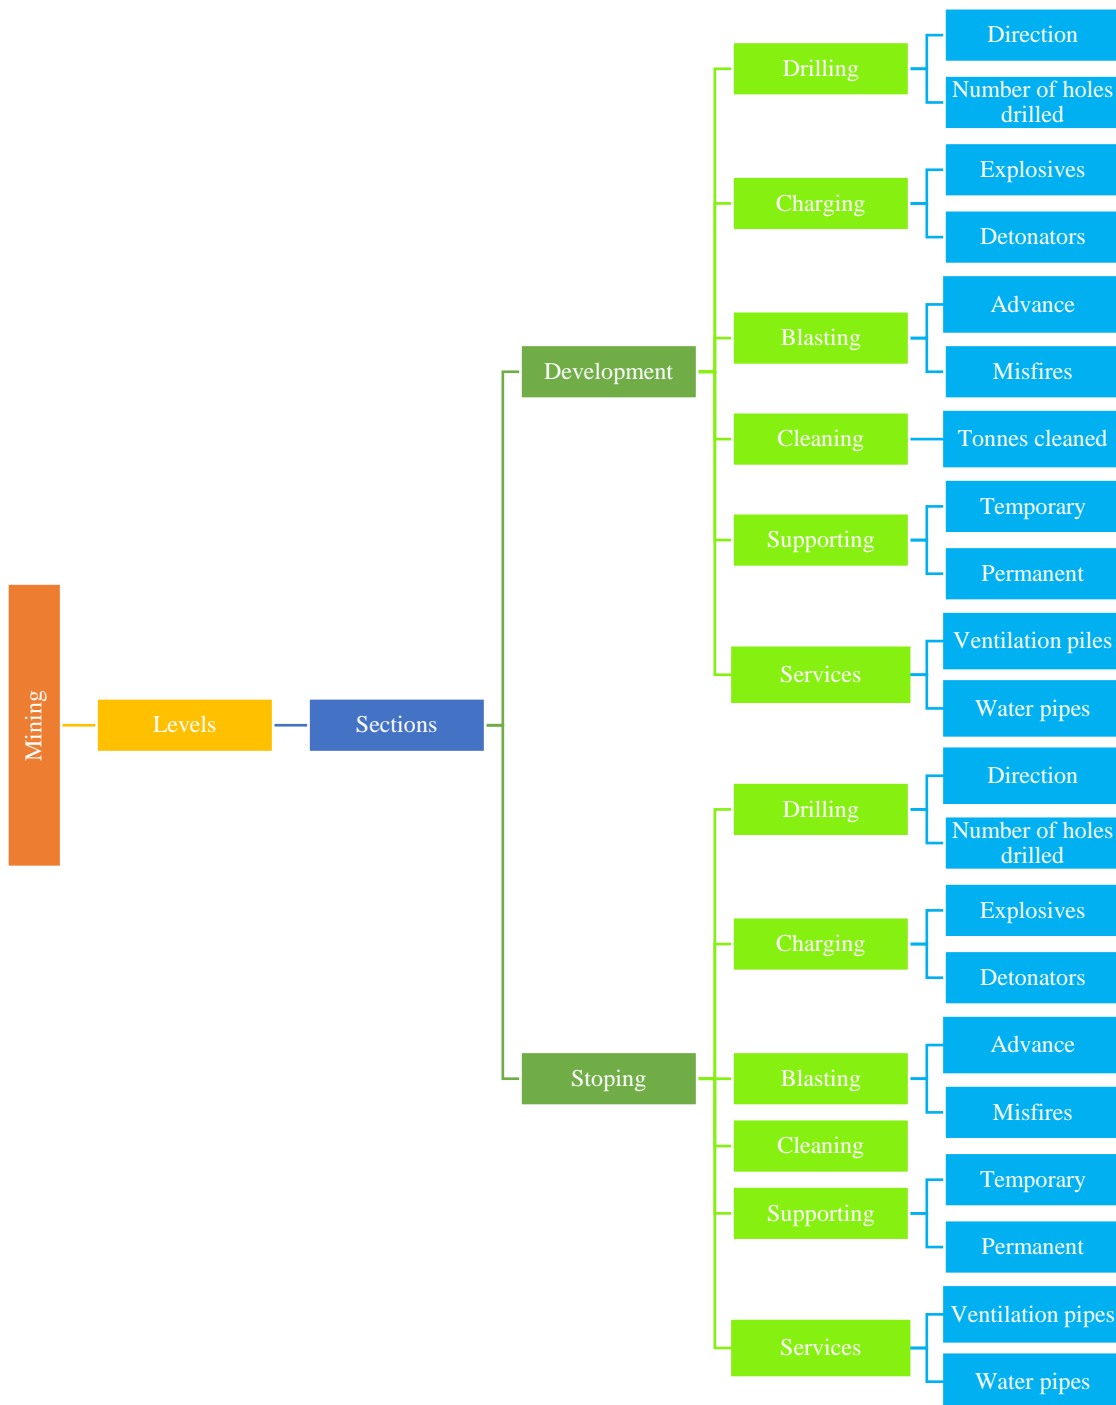 Mining
Levels
Sections
Development
Drilling
Direction
Number of holes
drilled
Charging
Explosives
Detonators
Blasting
Advance
Misfires
Cleaning
Tonnes cleaned
Supporting
Temporary
Permanent
Services
Ventilation piles
Water pipes
Stoping
Drilling
Direction
Number of holes
drilled
Charging
Explosives
Detonators
Blasting
Advance
Misfires
Cleaning
Supporting
Temporary
Permanent
Services
Ventilation pipes
Water pipes